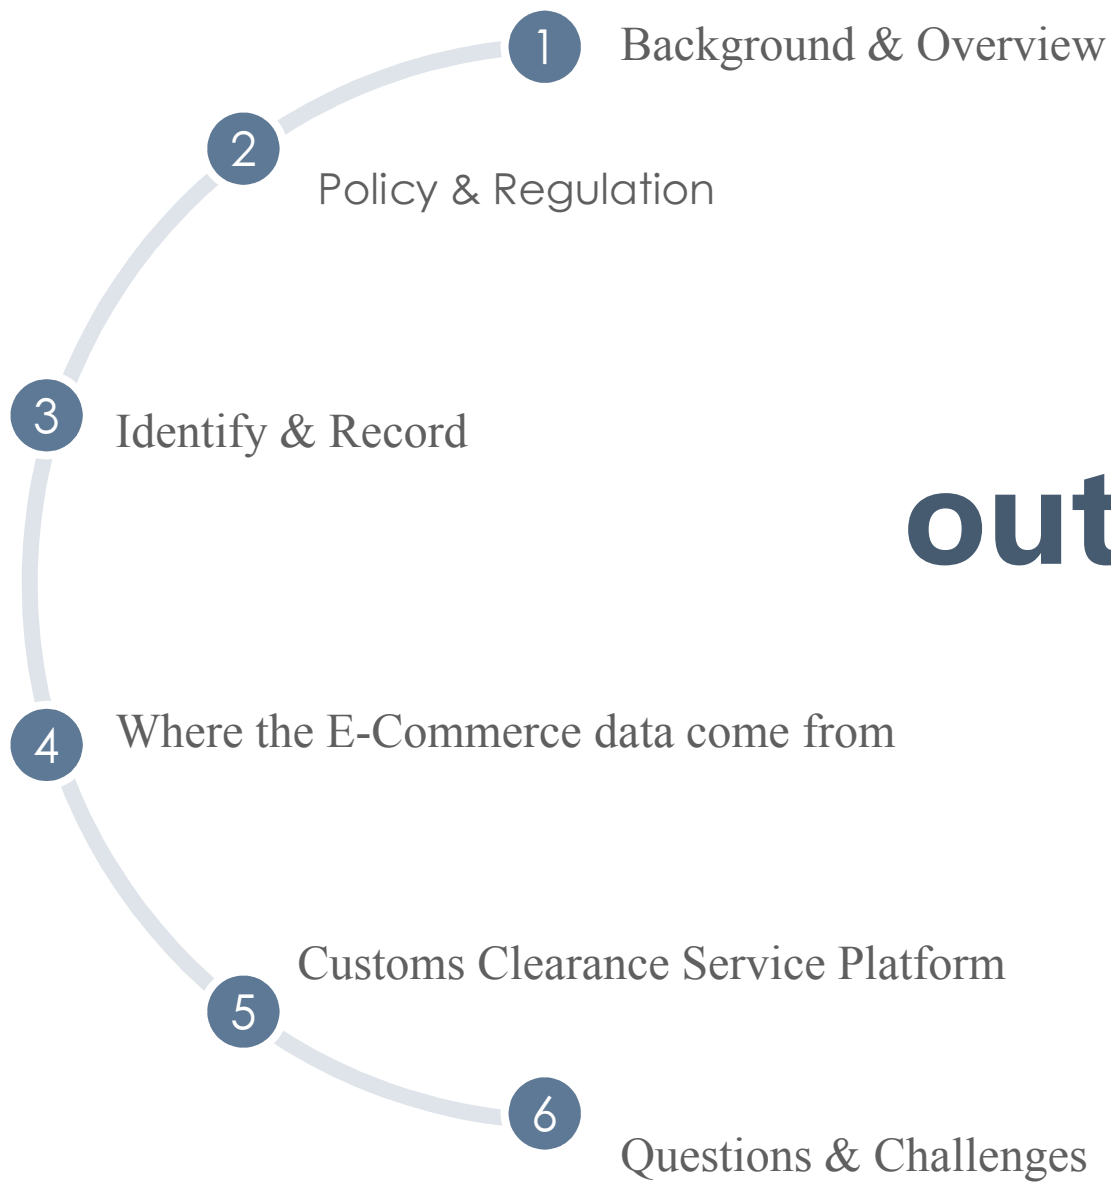 1 Background & Overview
2 Policy & Regulation
3 Identify & Record
out
4 Where the E-Commerce data come from
5 Customs Clearance Service Platform
6 Questions & Challenges